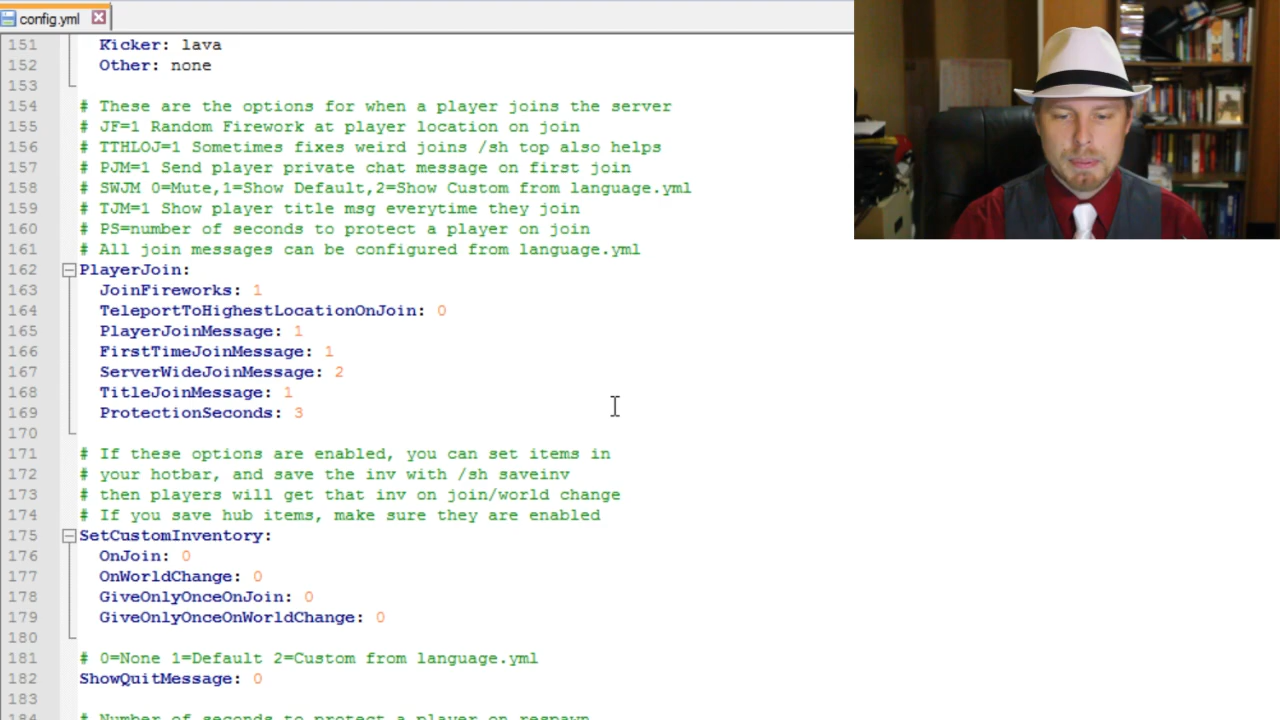 config.yml
151 Kicker: lava
152 Other: none
153
154 # These are the options for when a player joins the server
155 # JF=1 Random Firework at player location on join
156 # TTHLOJ=1 Sometimes fixes weird joins /sh top also helps
157 # PJM=1 Send player private chat message on first join
158 # SWJM 0=Mute,1=Show Default,2=Show Custom from language.yml
159 # TJM=1 Show player title msg everytime they join
160 # PS=number of seconds to protect a player on join
161 # All join messages can be configured from language.yml
162 PlayerJoin:
163 JoinFireworks: 1
164 TeleportToHighestLocationOnJoin: 0
165 PlayerJoinMessage: 1
166 FirstTimeJoinMessage: 1
167 ServerWideJoinMessage: 2
168 TitleJoinMessage: 1
169 ProtectionSeconds: 3
170
171 # If these options are enabled, you can set items in
172 # your hotbar, and save the inv with /sh saveinv
173 # then players will get that inv on join/world change
174 # If you save hub items, make sure they are enabled
175 SetCustomInventory:
176 OnJoin: 0
177 OnWorldChange: 0
178 GiveOnlyOnceOnJoin: 0
179 GiveOnlyOnceOnWorldChange: 0
180
181 # 0=None 1=Default 2=Custom from language.yml
182 ShowQuitMessage: 0
183
184 # Number of seconds to protect a player on respawn